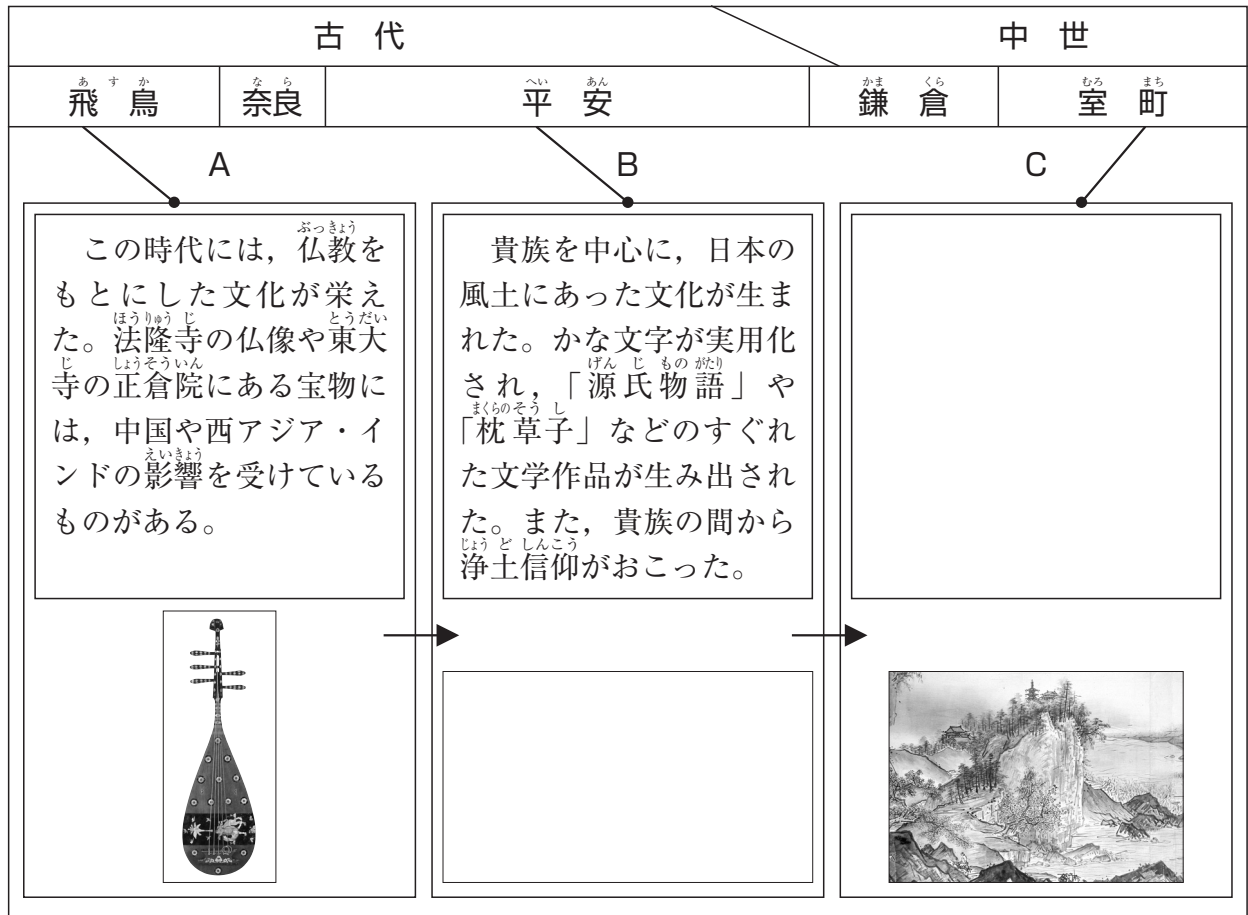 古代
中世
飛鳥
奈良
平安
鎌倉
室町
A
B
C
この時代には，仏教を
もとにした文化が栄え
た。法隆寺の仏像や東大
寺の正倉院にある宝物に
は，中国や西アジア・イ
ンドの影響を受けている
ものがある。
貴族を中心に，日本の
風土にあった文化が生ま
れた。かな文字が実用化
され，「源氏物語」や
「枕草子」などのすぐれ
た文学作品が生み出され
た。また，貴族の間から
浄土信仰がおこった。